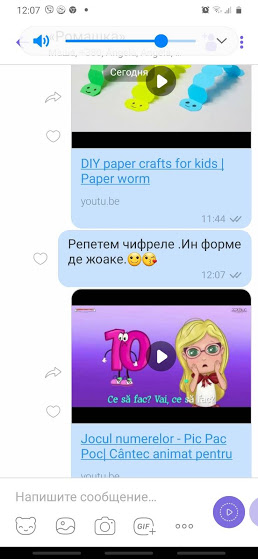 12:07
«Ромашка»
Сегодня
DIY paper crafts for kids |
Paper worm
youtu.be
11:44
Репетем чифреле .Ин форме
де жоаке.
12:07
10
Ce să fac? Vai, ce să fac?
Jocul numerelor - Pic Pac
Poc| Cântec animat pentru
youtu.be
Напишите сообщение...
GIF